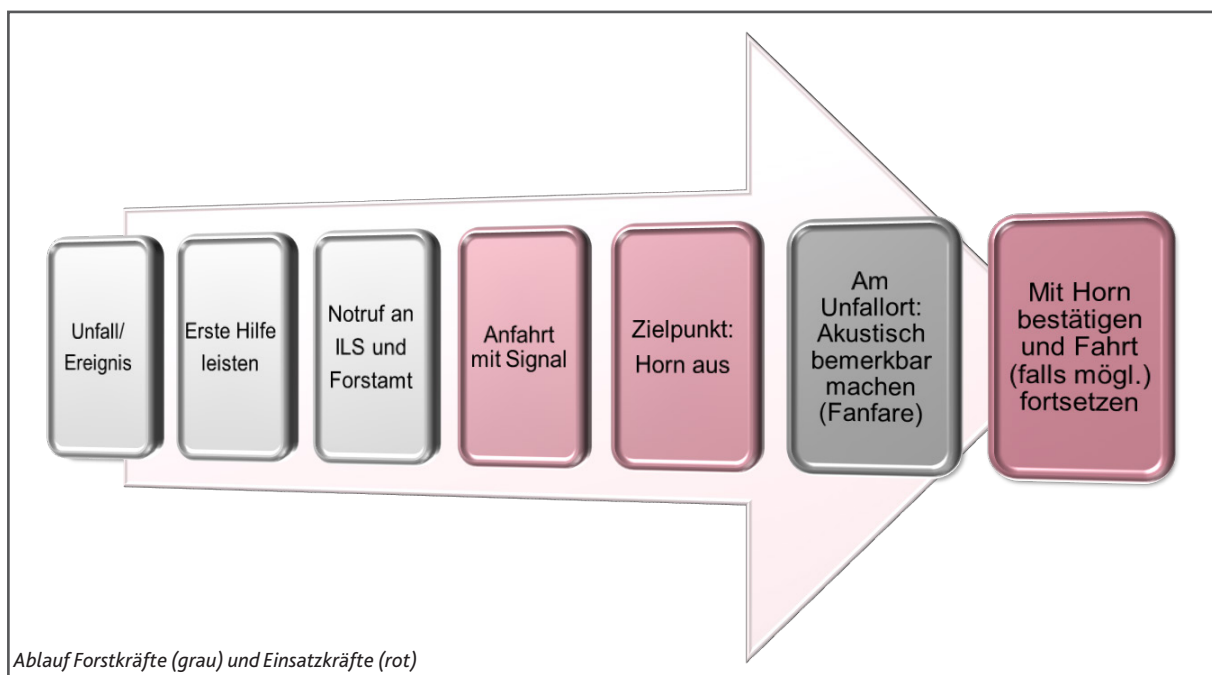 Unfall/
Ereignis
Erste Hilfe
leisten
Notruf an
ILS und
Forstamt
Anfahrt
mit Signal
Zielpunkt:
Horn aus
Am
Unfallort:
Akustisch
bemerkbar
machen
(Fanfare)
Mit Horn
bestätigen
und Fahrt
(falls mögl.)
fortsetzen
Ablauf Forstkräfte (grau) und Einsatzkräfte (rot)